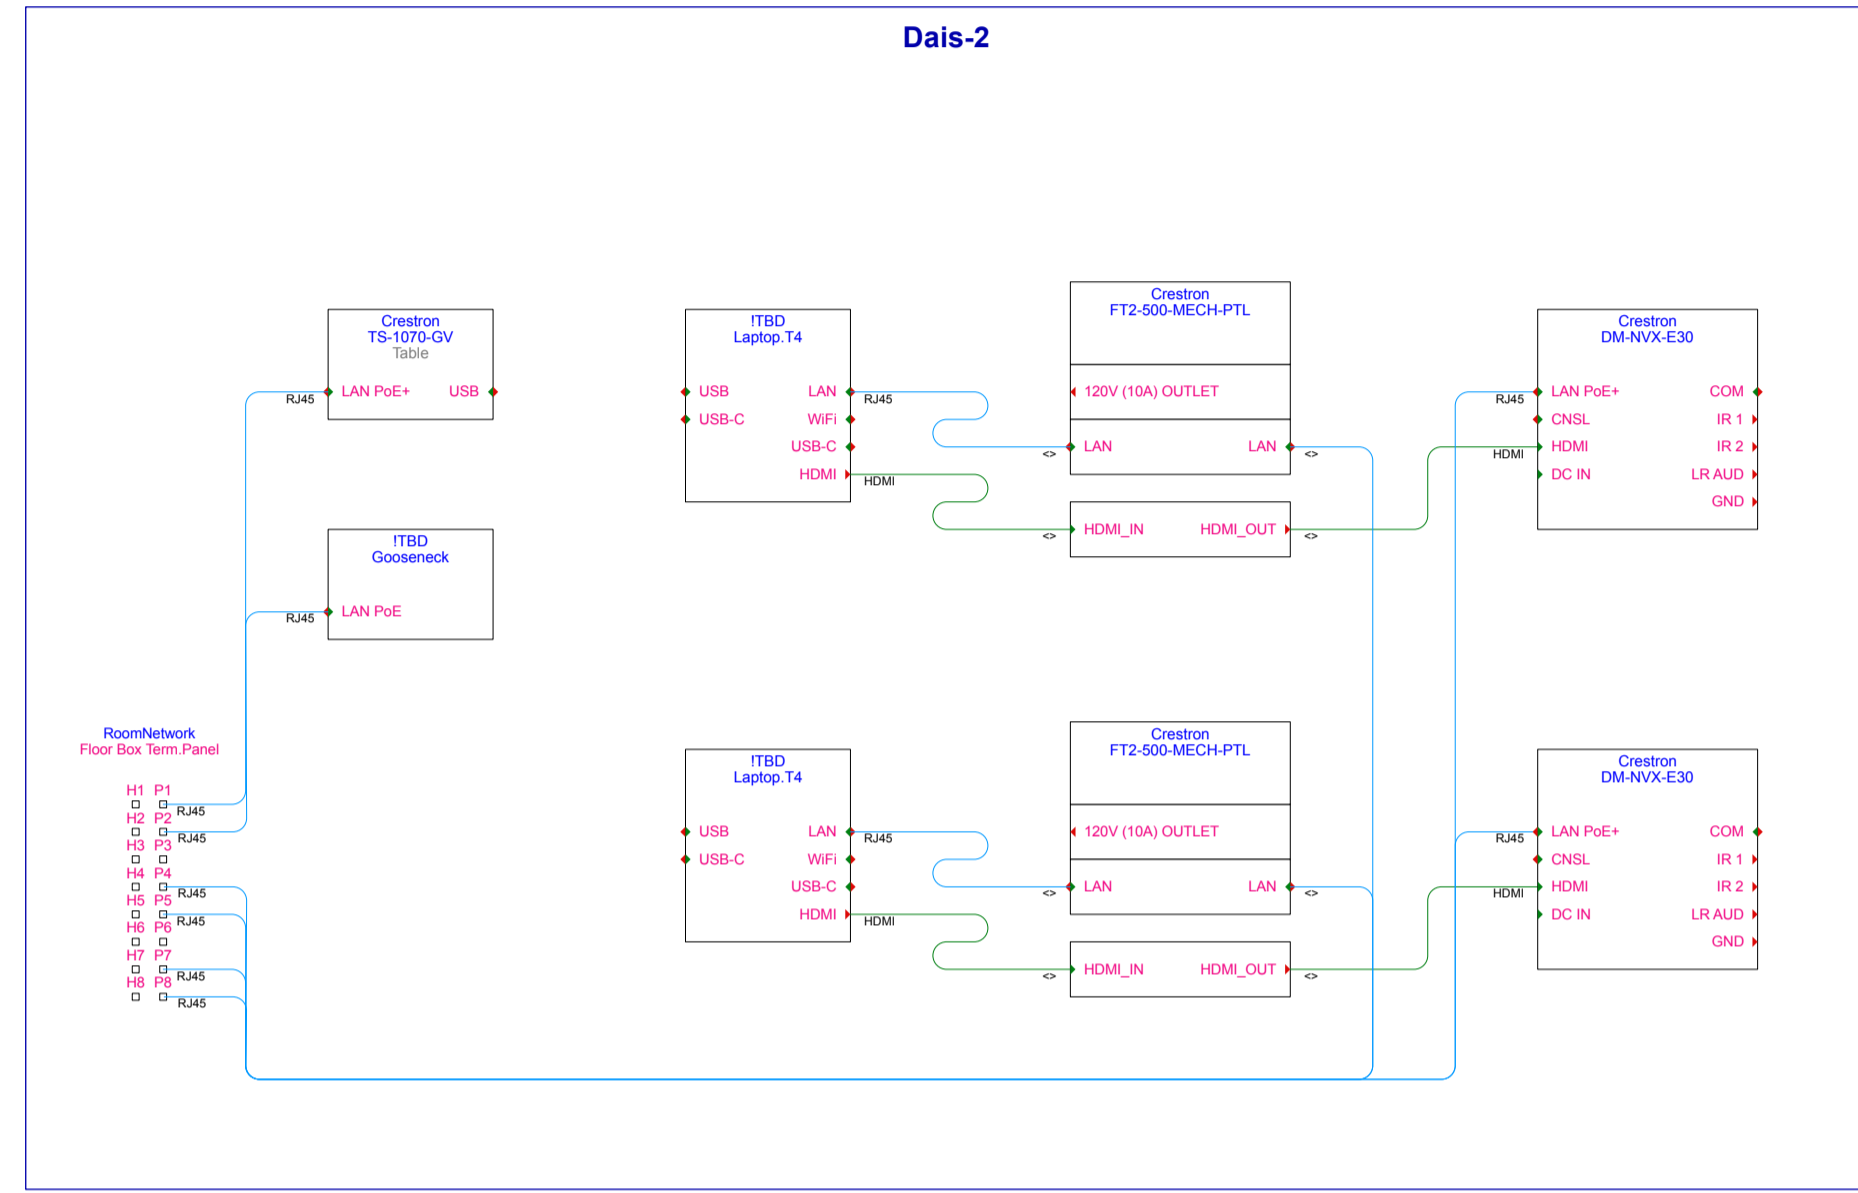 Dais-2
Crestron
TS-1070-GV
Table
LAN PoE+ USB
RJ45
!TBD
Gooseneck
LAN PoE
RJ45
RoomNetwork
Floor Box Term.Panel
H1 P1
RJ45
H2 P2
RJ45
H3 P3
H4 P4
RJ45
H5 P5
RJ45
H6 P6
H7 P7
RJ45
H8 P8
RJ45
!TBD
Laptop.T4
USB LAN
RJ45
USB-C WiFi
USB-C
HDMI
HDMI
Crestron
FT2-500-MECH-PTL
120V (10A) OUTLET
LAN LAN
<> <>
HDMI_IN HDMI_OUT
<> <>
Crestron
DM-NVX-E30
LAN PoE+ COM
RJ45
CNSL IR 1
HDMI IR 2
HDMI
DC IN LR AUD
GND
!TBD
Laptop.T4
USB LAN
RJ45
USB-C WiFi
USB-C
HDMI
HDMI
Crestron
FT2-500-MECH-PTL
120V (10A) OUTLET
LAN LAN
<> <>
HDMI_IN HDMI_OUT
<> <>
Crestron
DM-NVX-E30
LAN PoE+ COM
RJ45
CNSL IR 1
HDMI IR 2
HDMI
DC IN LR AUD
GND